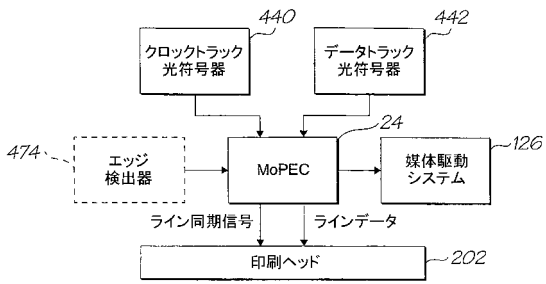 440
442
クロックトラック
光符号器
データトラック
光符号器
24
126
474
エッジ
検出器
MoPEC
媒体駆動
システム
ライン同期信号
ラインデータ
印刷ヘッド
202